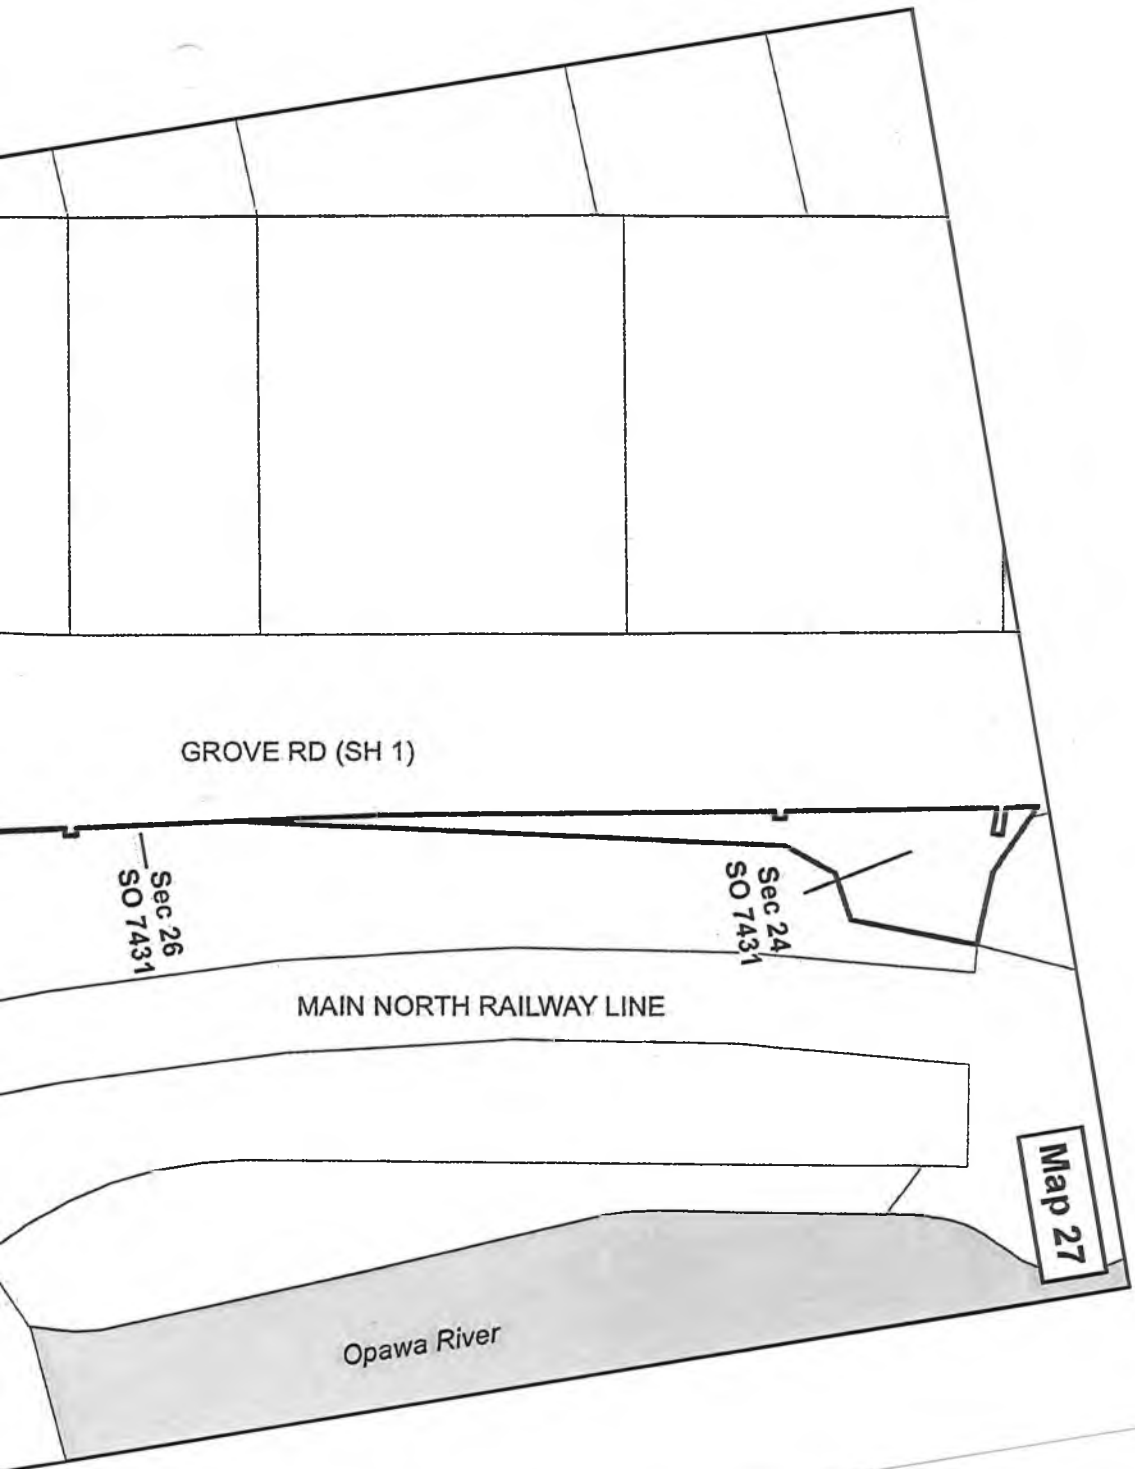 GROVE RD (SH 1)
Sec 26
SO 7431
Sec 24
SO 7431
MAIN NORTH RAILWAY LINE
Map 27
Opawa River